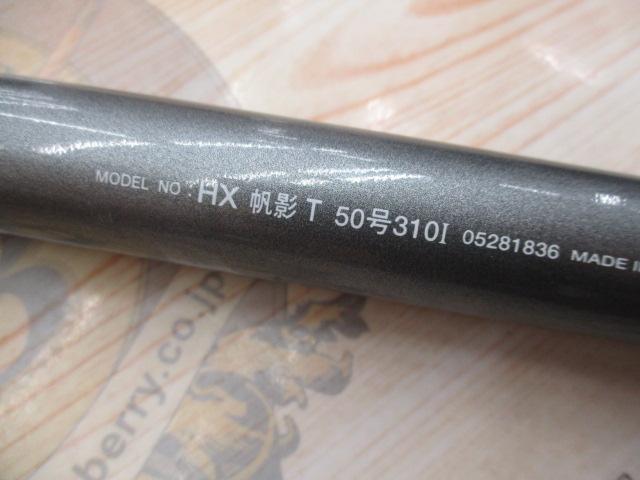 MODEL NO : HX 帆影 T 50号310I 05281836 MADE I
berry.co.jp